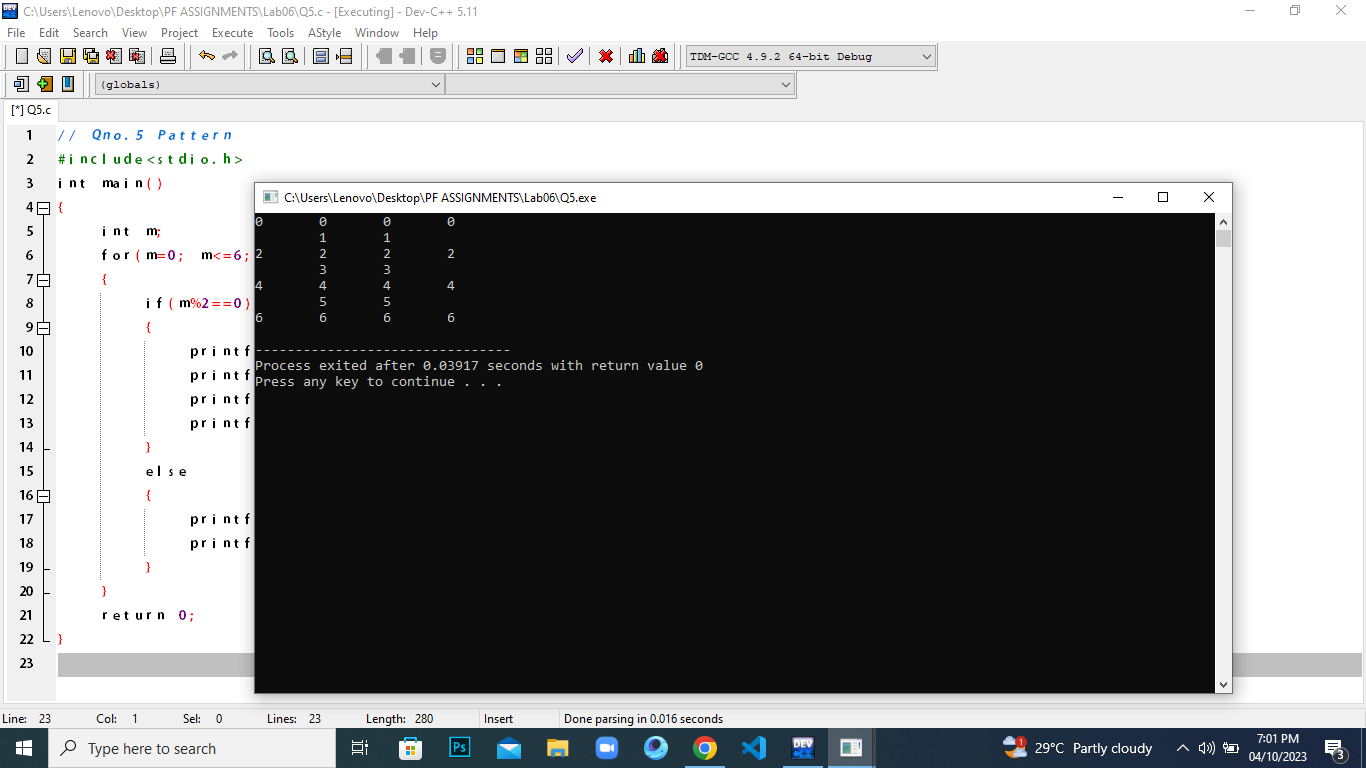 C:\Users\Lenovo\Desktop\PF ASSIGNMENTS\Lab06\Q5.c - [Executing] - Dev-C++ 5.11
File Edit Search View Project Execute Tools AStyle Window Help
TDM-GCC 4.9.2 64-bit Debug
(globals)
[*] Q5.c
1 // Qno.5 Pattern
2 #include<stdio.h>
3 int main()
4 {
5 int m;
6 for(m=0; m<=6;
7 {
8 if(m%2==0)
9 {
10 printf
11 printf
12 printf
13 printf
14 }
15 else
16 {
17 printf
18 printf
19 }
20 }
21 return 0;
22 }
23
C:\Users\Lenovo\Desktop\PF ASSIGNMENTS\Lab06\Q5.exe
0 0 0 0
1 1
2 2 2 2
3 3
4 4 4 4
5 5
6 6 6 6
--------------------------------
Process exited after 0.03917 seconds with return value 0
Press any key to continue . . .
Line: 23 Col: 1 Sel: 0 Lines: 23 Length: 280 Insert Done parsing in 0.016 seconds
Type here to search
Ps
DEV
1
29°C Partly cloudy
7:01 PM
04/10/2023
3